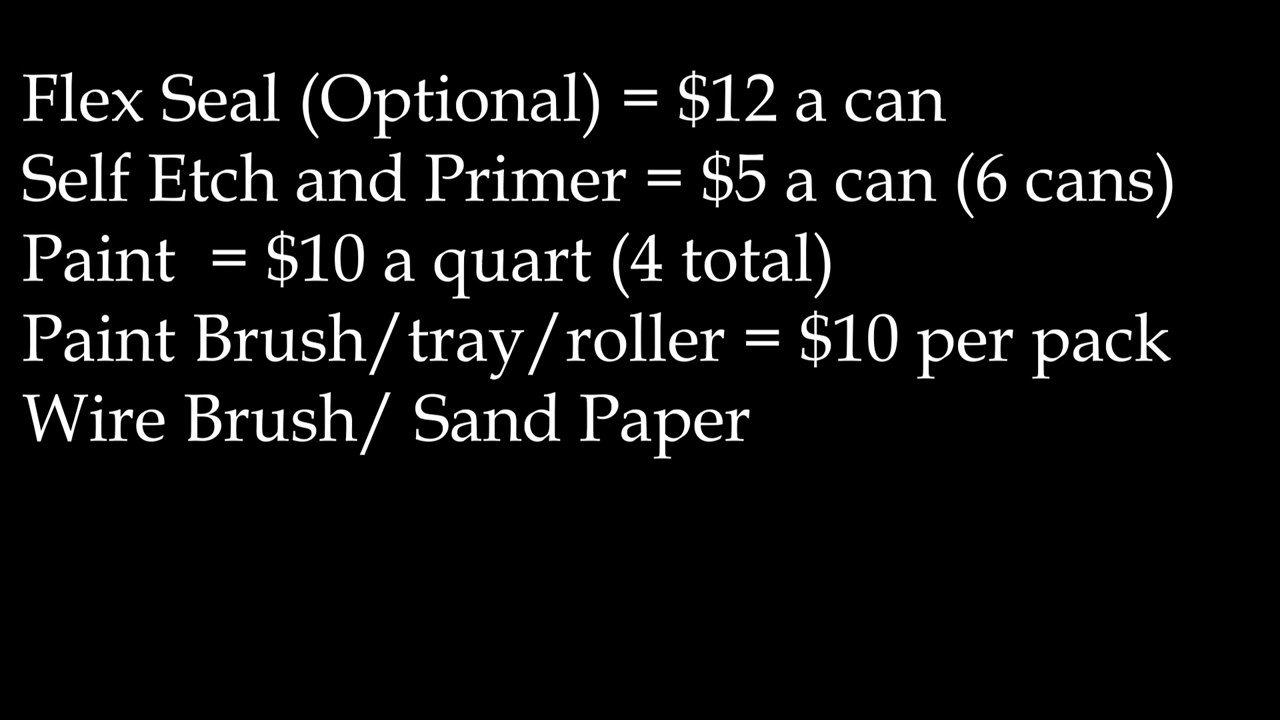 Flex Seal (Optional) = $12 a can
Self Etch and Primer = $5 a can (6 cans)
Paint  = $10 a quart (4 total)
Paint Brush/tray/roller = $10 per pack
Wire Brush/ Sand Paper